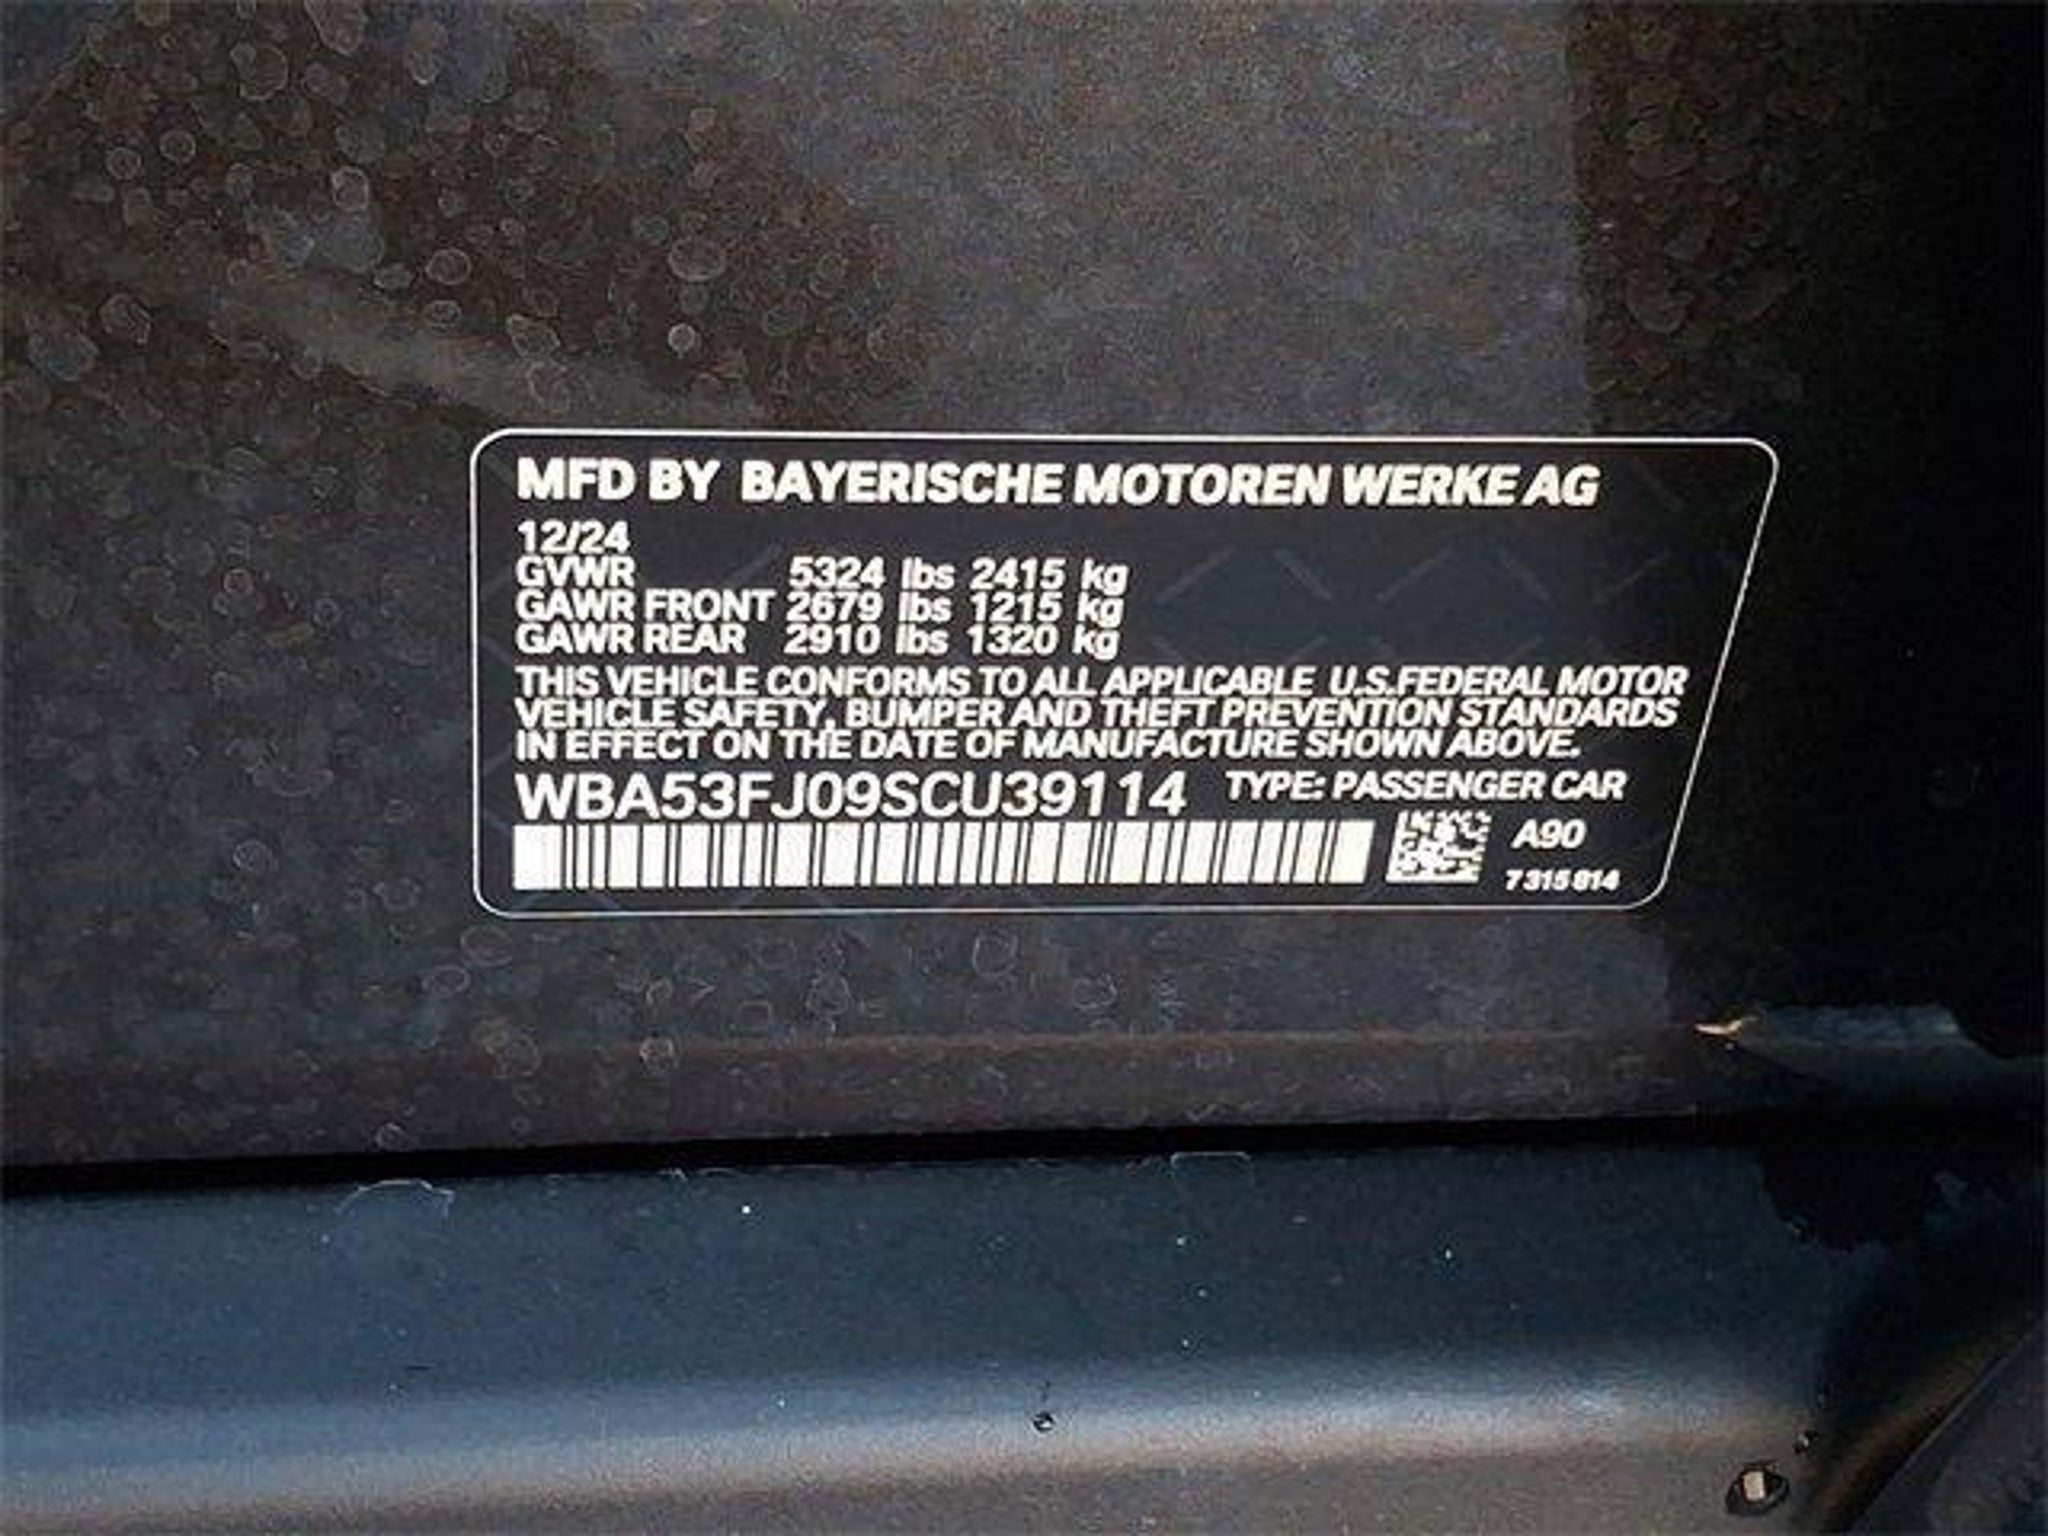 MFD BY BAYERISCHE MOTOREN WERKE AG
12/24
GVWR 5324 lbs 2415 kg
GAWR FRONT 2679 lbs 1215 kg
GAWR REAR 2910 lbs 1320 kg
THIS VEHICLE CONFORMS TO ALL APPLICABLE U.S.FEDERAL MOTOR
VEHICLE SAFETY, BUMPER AND THEFT PREVENTION STANDARDS
IN EFFECT ON THE DATE OF MANUFACTURE SHOWN ABOVE.
WBA53FJ09SCU39114 TYPE: PASSENGER CAR
A90
7 315 814